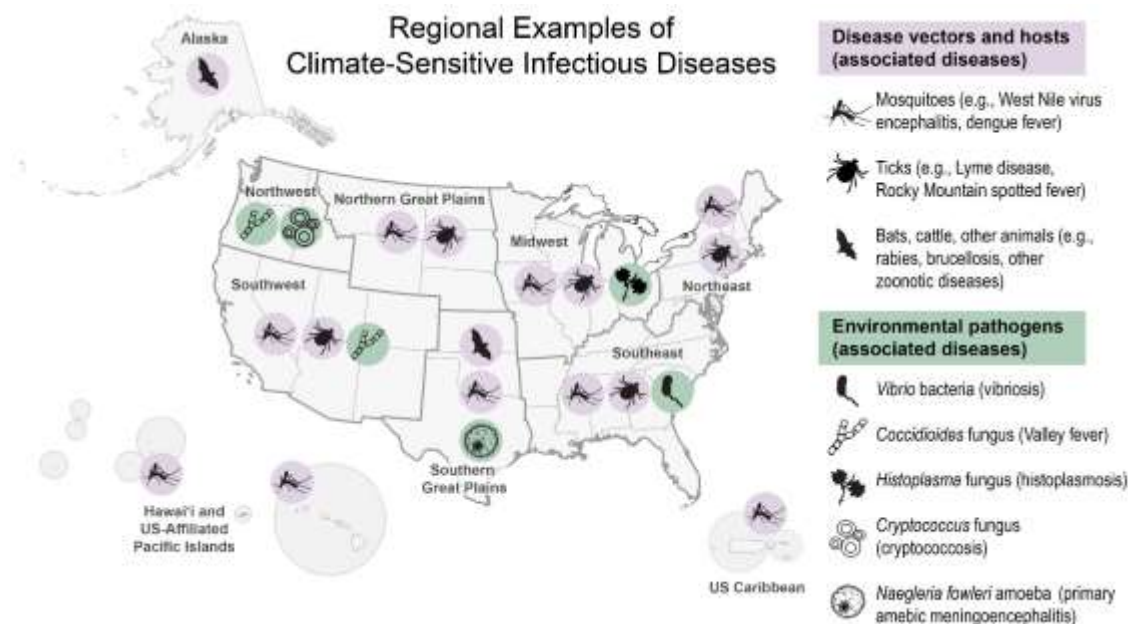 Regional Examples of
Climate-Sensitive Infectious Diseases
Alaska
Northwest
Northern Great Plains
Midwest
Northeast
Southwest
Southeast
Southern
Great Plains
Hawai'i and
US-Affiliated
Pacific Islands
US Caribbean
Disease vectors and hosts
(associated diseases)
Mosquitoes (e.g., West Nile virus
encephalitis, dengue fever)
Ticks (e.g., Lyme disease,
Rocky Mountain spotted fever)
Bats, cattle, other animals (e.g.,
rabies, brucellosis, other
zoonotic diseases)
Environmental pathogens
(associated diseases)
Vibrio bacteria (vibriosis)
Coccidioides fungus (Valley fever)
Histoplasma fungus (histoplasmosis)
Cryptococcus fungus
(cryptococcosis)
Naegleria fowleri amoeba (primary
amebic meningoencephalitis)